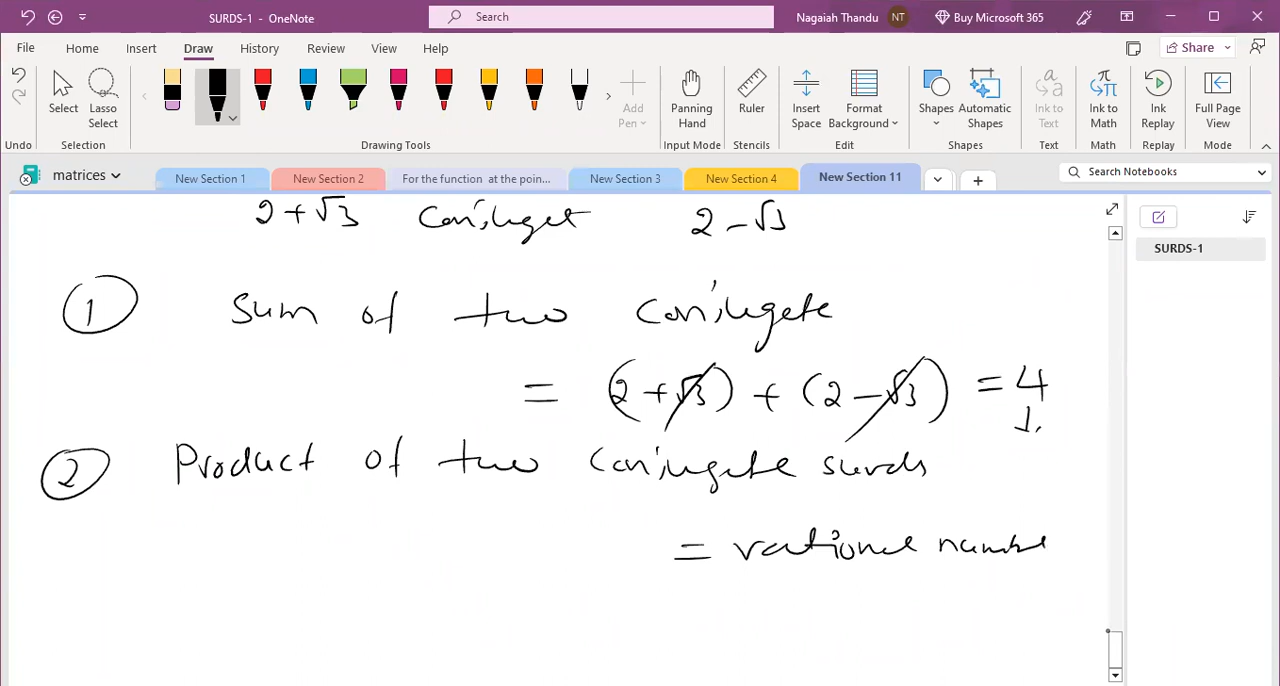 SURDS-1 - OneNote
Search
Nagaiah Thandu NT
Buy Microsoft 365
File Home Insert Draw History Review View Help
Share
Select Lasso Select
Add Pen
Panning Hand
Ruler
Insert Space
Format Background
Shapes
Automatic Shapes
Ink to Text
Ink to Math
Ink Replay
Full Page View
Undo Selection Drawing Tools Input Mode Stencils Edit Shapes Text Math Replay Mode
matrices
New Section 1 New Section 2 For the function at the poin... New Section 3 New Section 4 New Section 11
Search Notebooks
SURDS-1
2 + √3 Conjuget 2 - √3
① Sum of two Conjugete
= (2 + √3) + (2 - √3) = 4
② Product of two Conjugate surds
= rational number